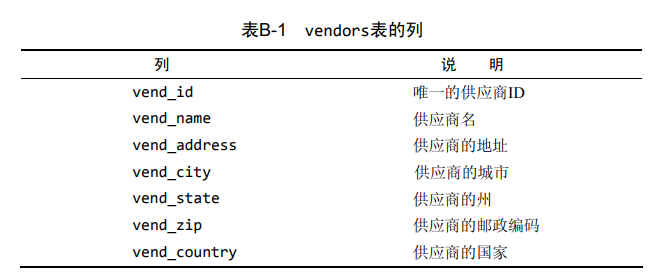 表B-1 vendors表的列
列 说 明
vend_id 唯一的供应商ID
vend_name 供应商名
vend_address 供应商的地址
vend_city 供应商的城市
vend_state 供应商的州
vend_zip 供应商的邮政编码
vend_country 供应商的国家